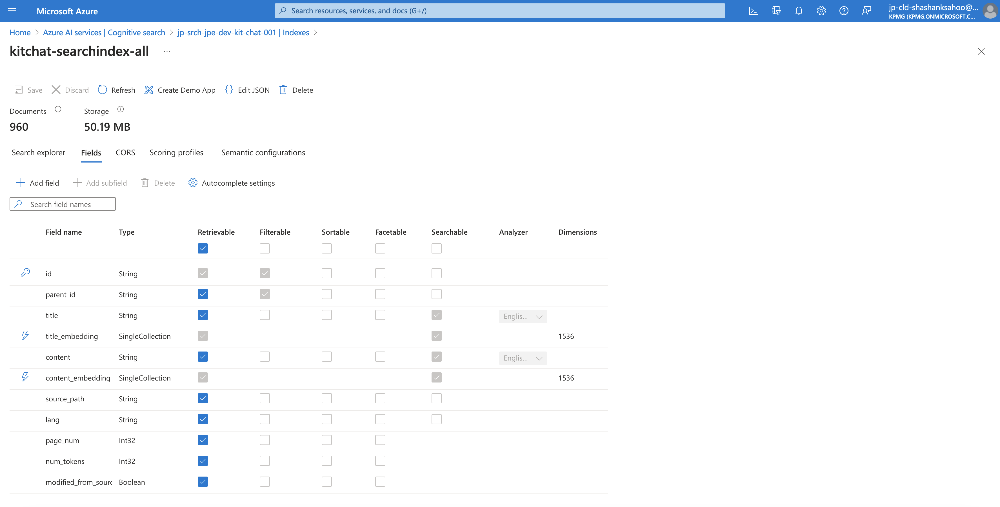 Microsoft Azure
Search resources, services, and docs (G+/)
jp-cld-shashanksahoo@...
KPMG (KPMG.ONMICROSOFT.C...
Home > Azure AI services | Cognitive search > jp-srch-jpe-dev-kit-chat-001 | Indexes >
kitchat-searchindex-all ...
Save Discard Refresh Create Demo App {} Edit JSON Delete
Documents Storage
960 50.19 MB
Search explorer Fields CORS Scoring profiles Semantic configurations
Add field Add subfield Delete Autocomplete settings
Search field names
Field name Type Retrievable Filterable Sortable Facetable Searchable Analyzer Dimensions
id String
parent_id String
title String Englis...
title_embedding SingleCollection 1536
content String Englis...
content_embedding SingleCollection 1536
source_path String
lang String
page_num Int32
num_tokens Int32
modified_from_sourc Boolean